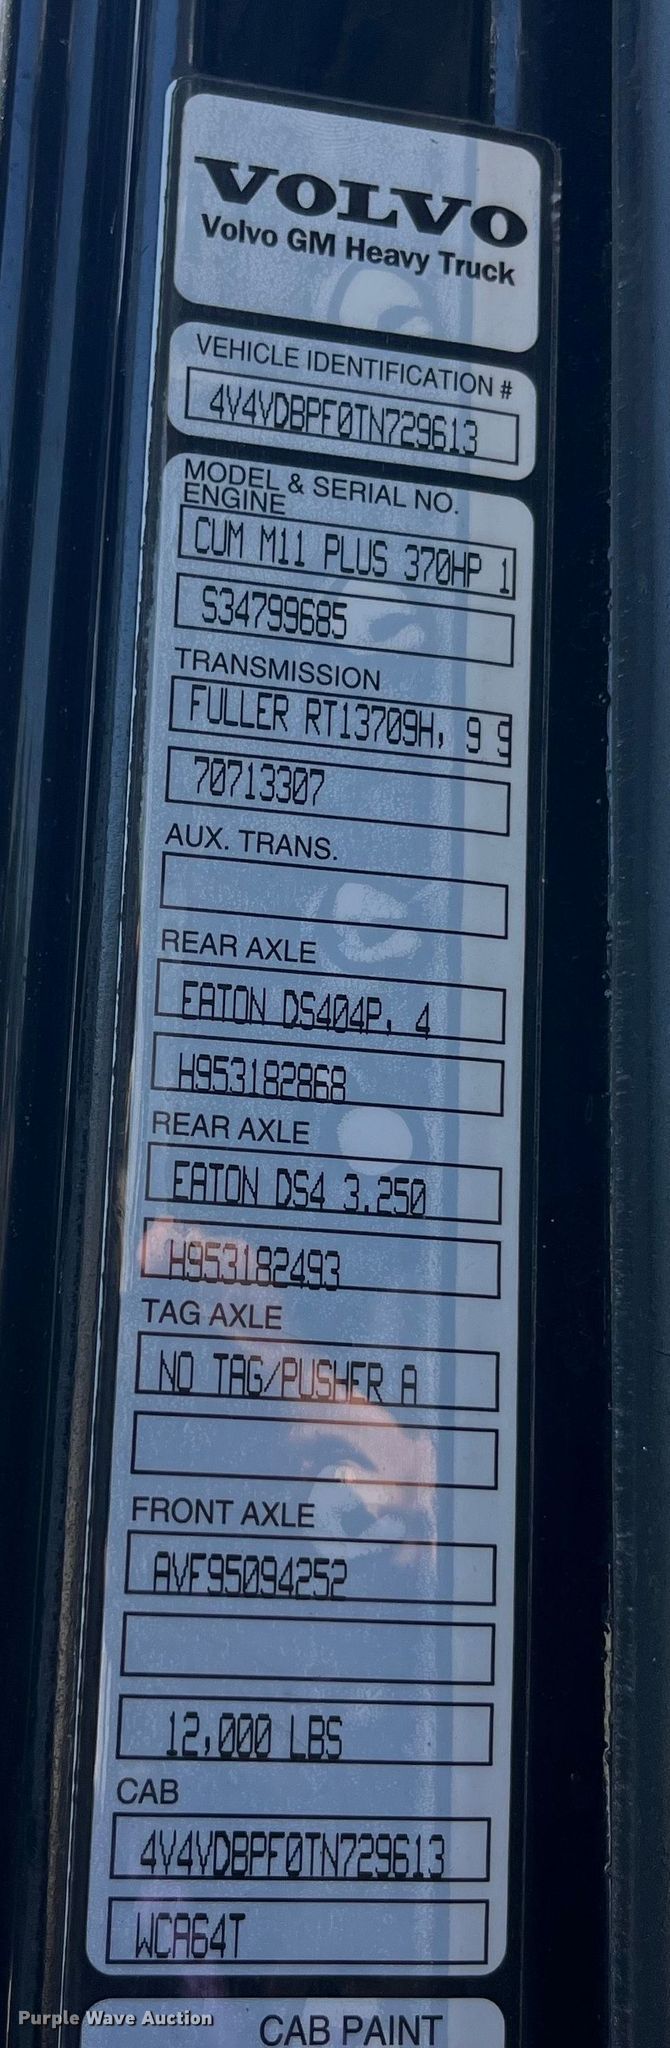 VOLVO
Volvo GM Heavy Truck
VEHICLE IDENTIFICATION #
4V4VDBPF0TN729613
MODEL & SERIAL NO.
ENGINE
CUM M11 PLUS 370HP 1
S34799685
TRANSMISSION
FULLER RT13709H, 9 9
70713307
AUX. TRANS.
REAR AXLE
EATON DS404P, 4
H953182868
REAR AXLE
EATON DS4 3.250
H953182493
TAG AXLE
NO TAG/PUSHER A
FRONT AXLE
AVF95094252
12,000 LBS
CAB
4V4VDBPF0TN729613
WCA64T
CAB PAINT
Purple Wave Auction